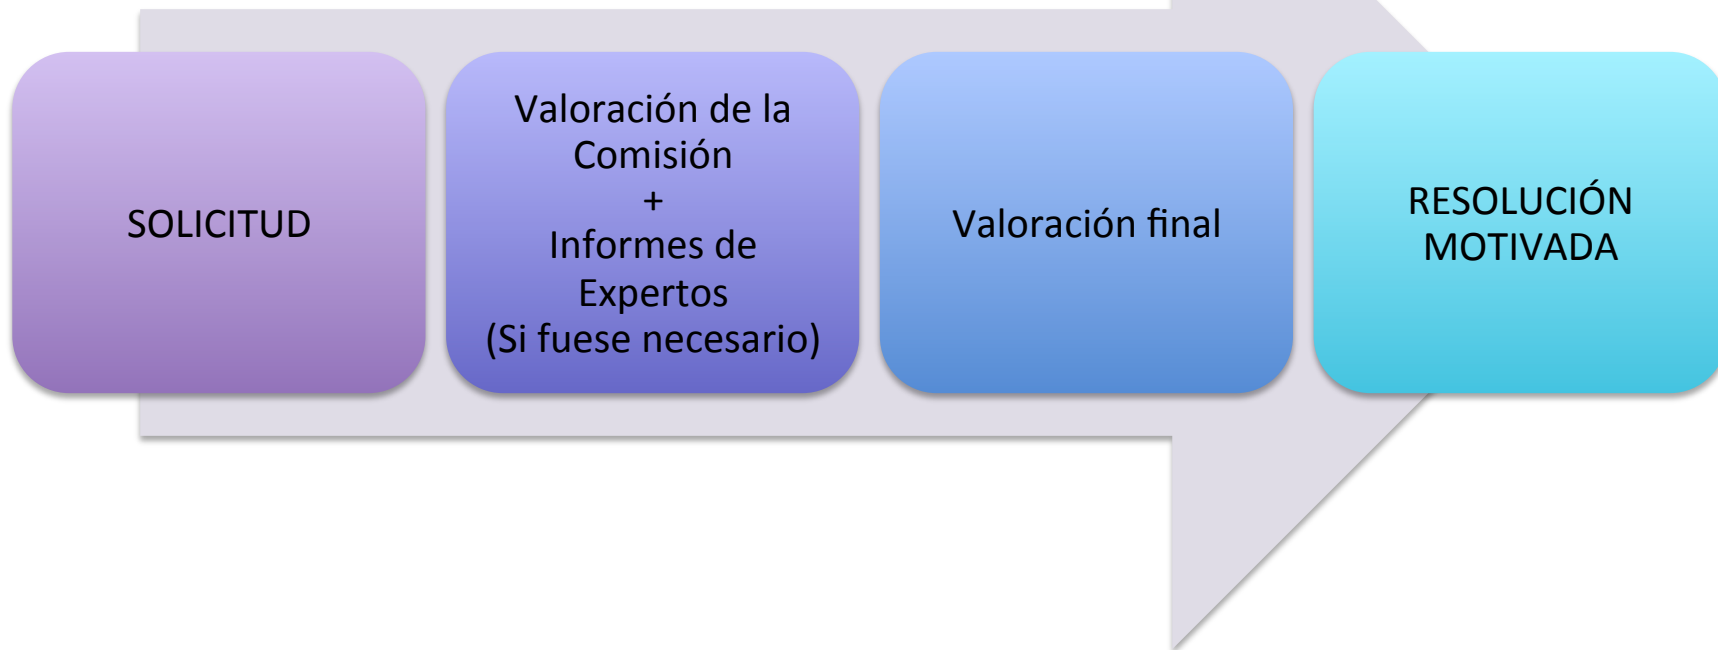 SOLICITUD
Valoración de la
Comisión
+
Informes de
Expertos
(Si fuese necesario)
Valoración final
RESOLUCIÓN
MOTIVADA